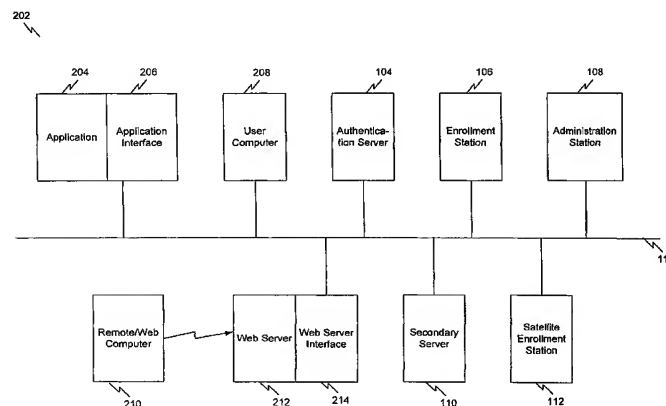 202
204
206
208
104
106
108
Application
Application
Interface
User
Computer
Authentica-
tion Server
Enrollment
Station
Administration
Station
11
Remote/Web
Computer
Web Server
Web Server
Interface
Secondary
Server
Satellite
Enrollment
Station
210
212
214
110
112